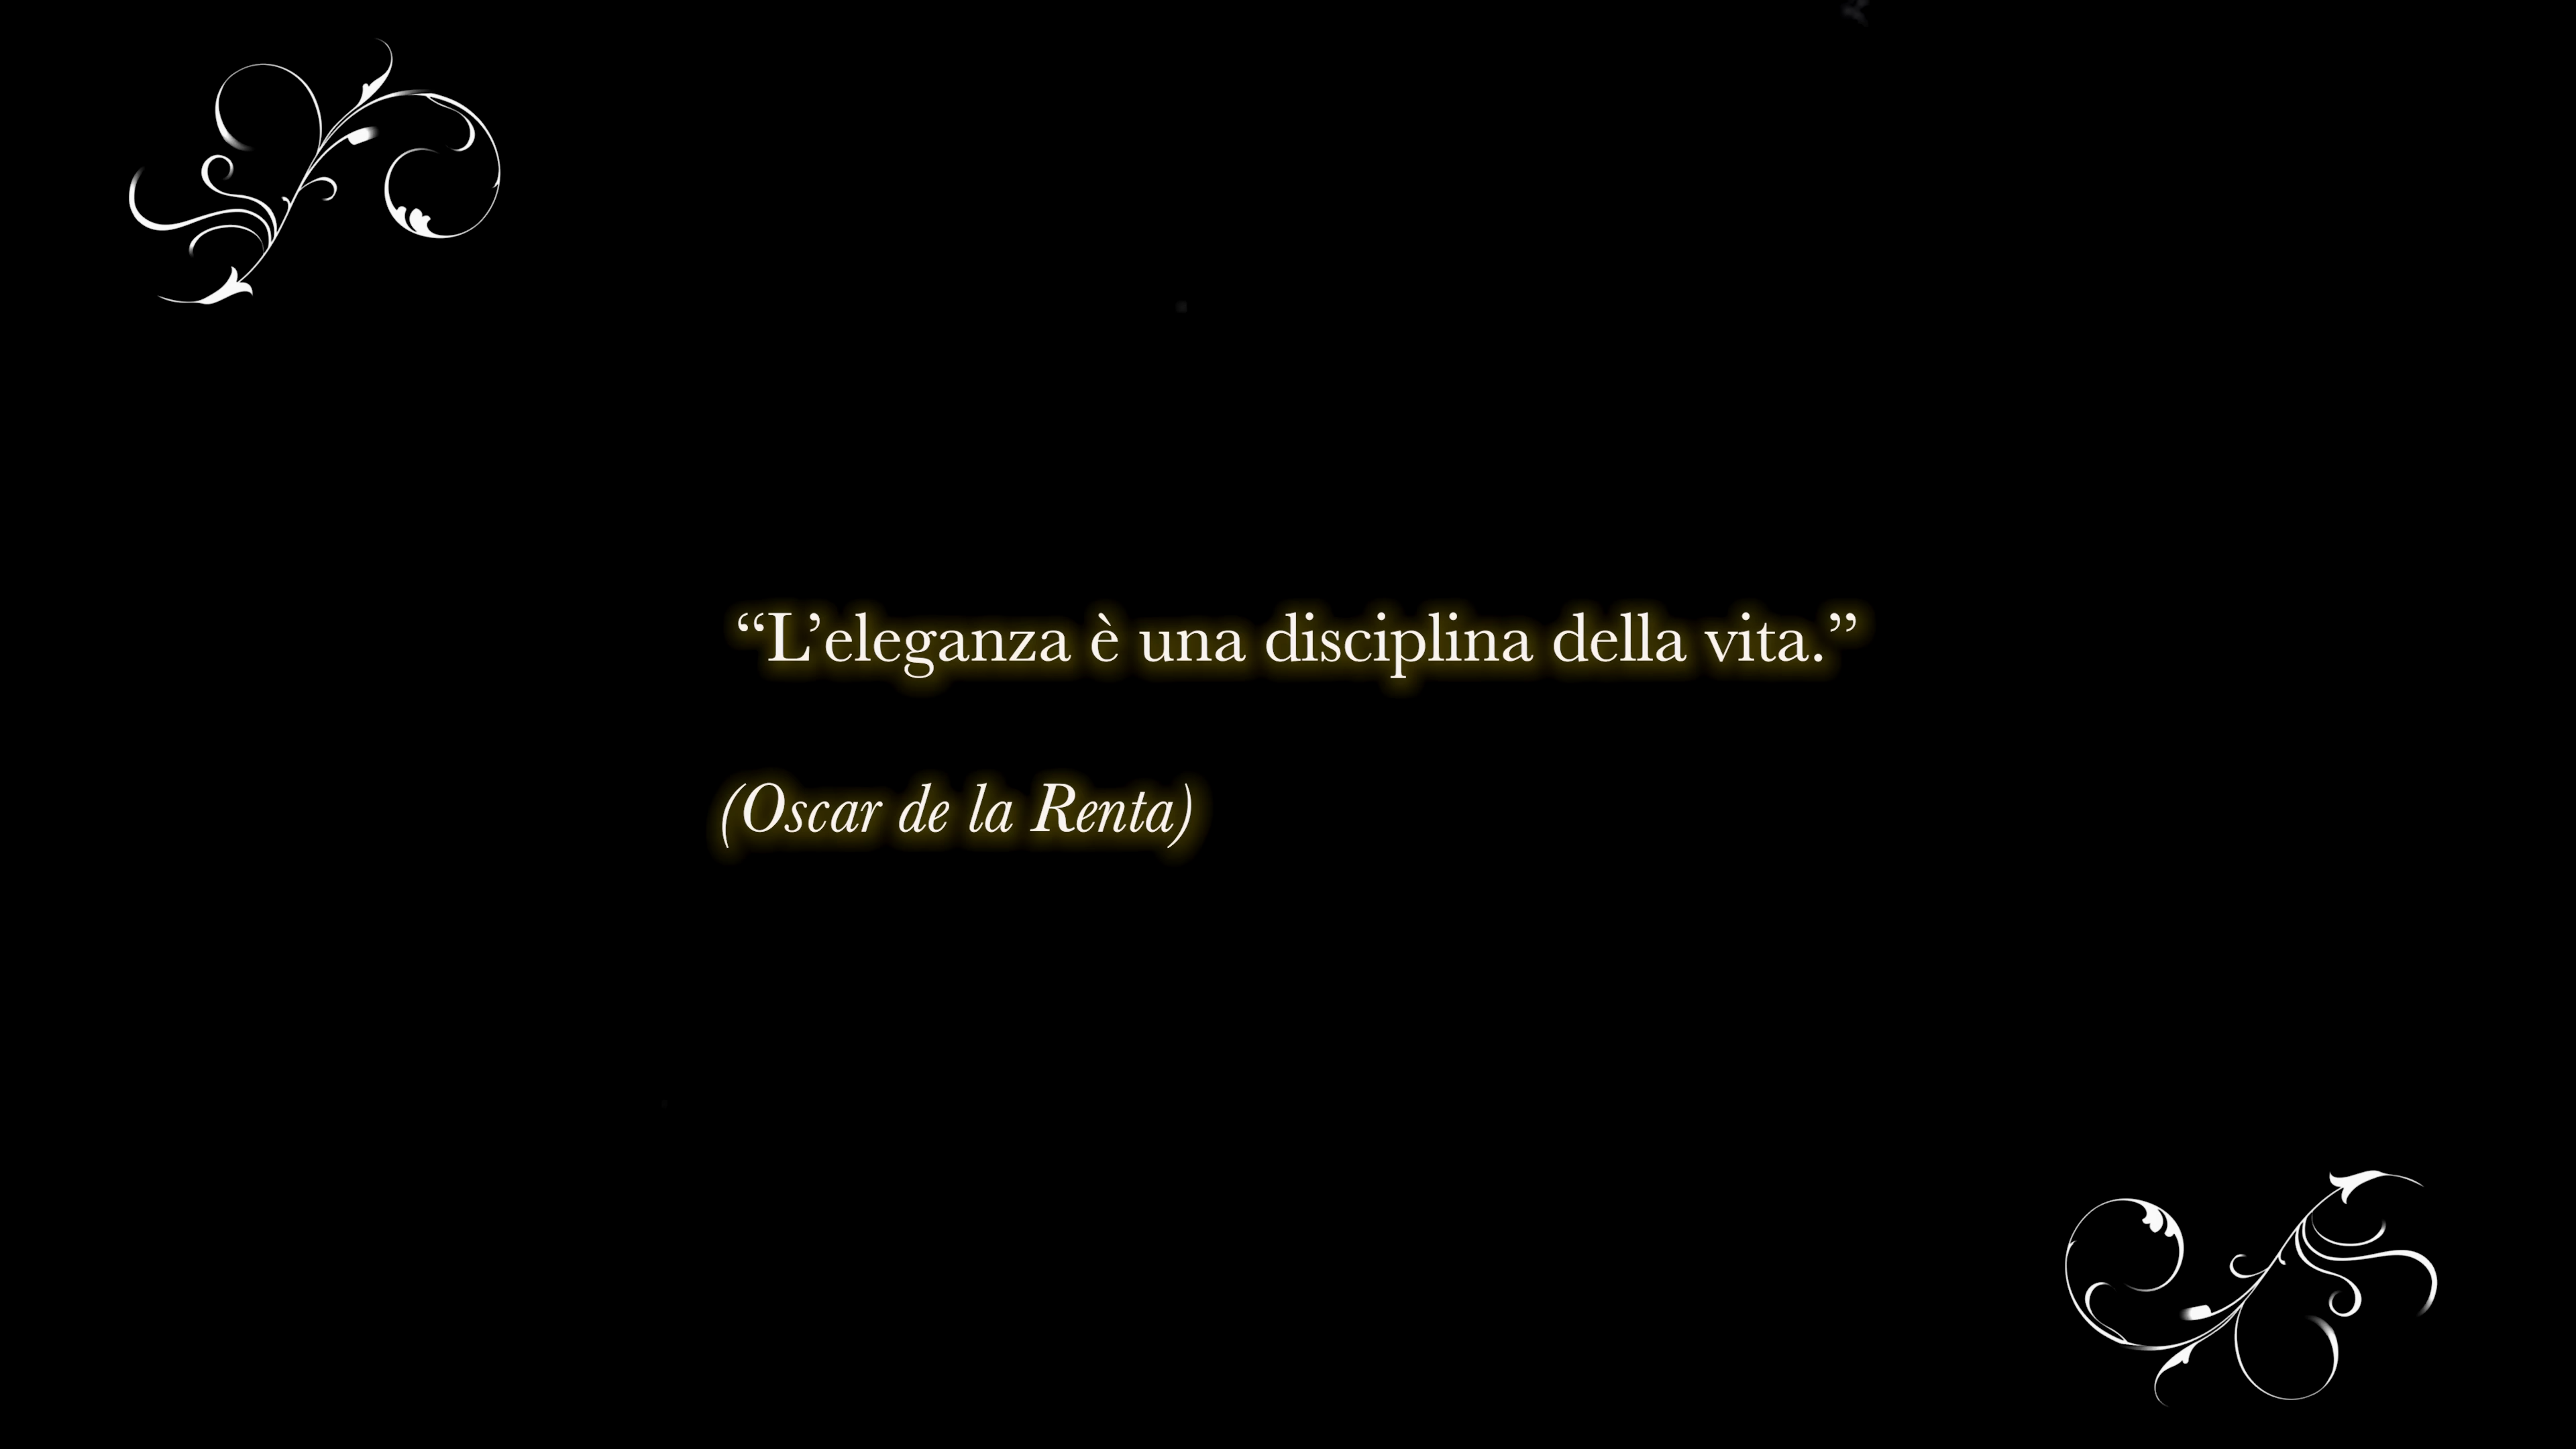 “L’eleganza è una disciplina della vita.”
(Oscar de la Renta)